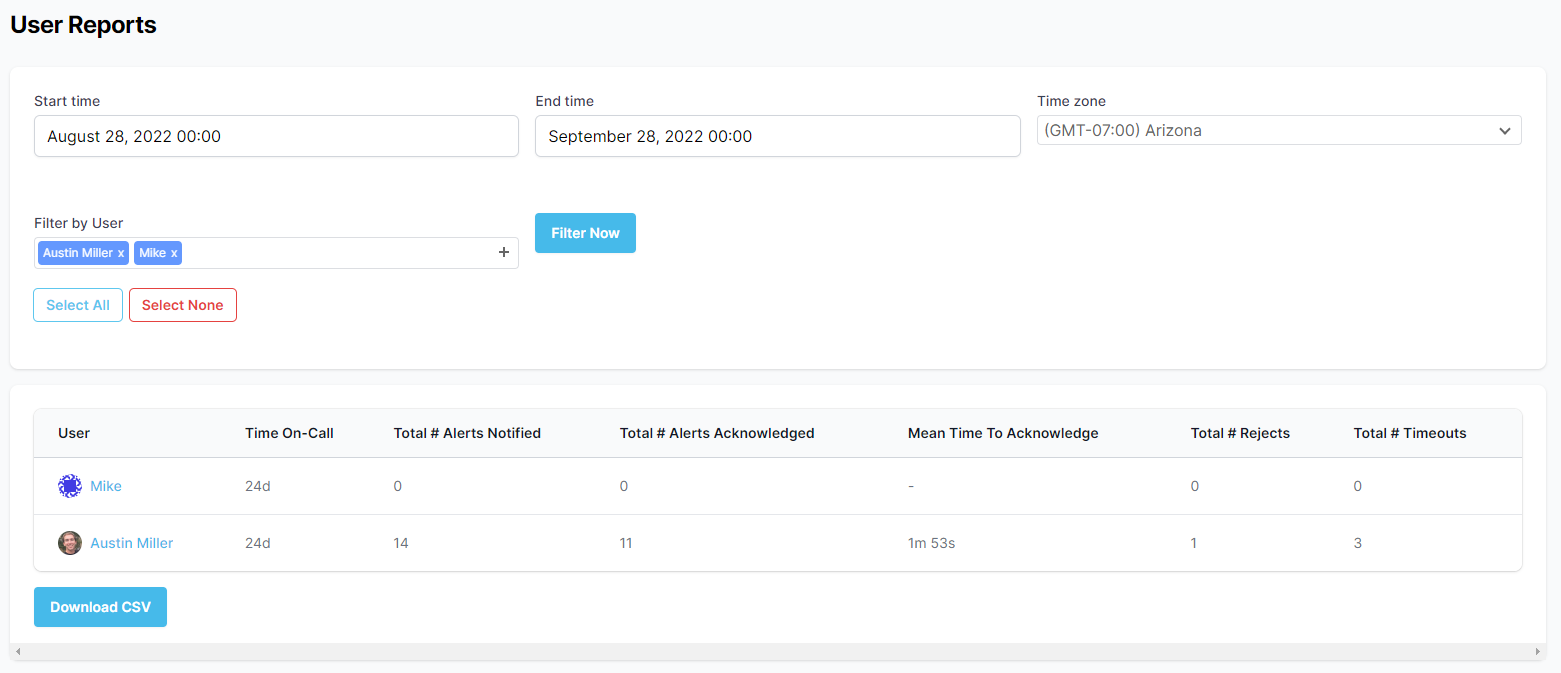 User Reports
Start time End time Time zone
August 28, 2022 00:00 September 28, 2022 00:00 (GMT-07:00) Arizona
Filter by User
Austin Miller x Mike x + Filter Now
Select All Select None
User Time On-Call Total # Alerts Notified Total # Alerts Acknowledged Mean Time To Acknowledge Total # Rejects Total # Timeouts
Mike 24d 0 0 - 0 0
Austin Miller 24d 14 11 1m 53s 1 3
Download CSV